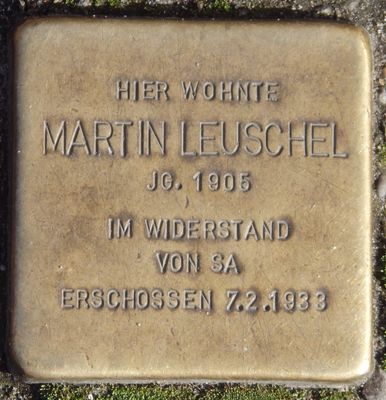 HIER WOHNTE
MARTIN LEUSCHEL
JG. 1905
IM WIDERSTAND
VON SA
ERSCHOSSEN 7.2.1933